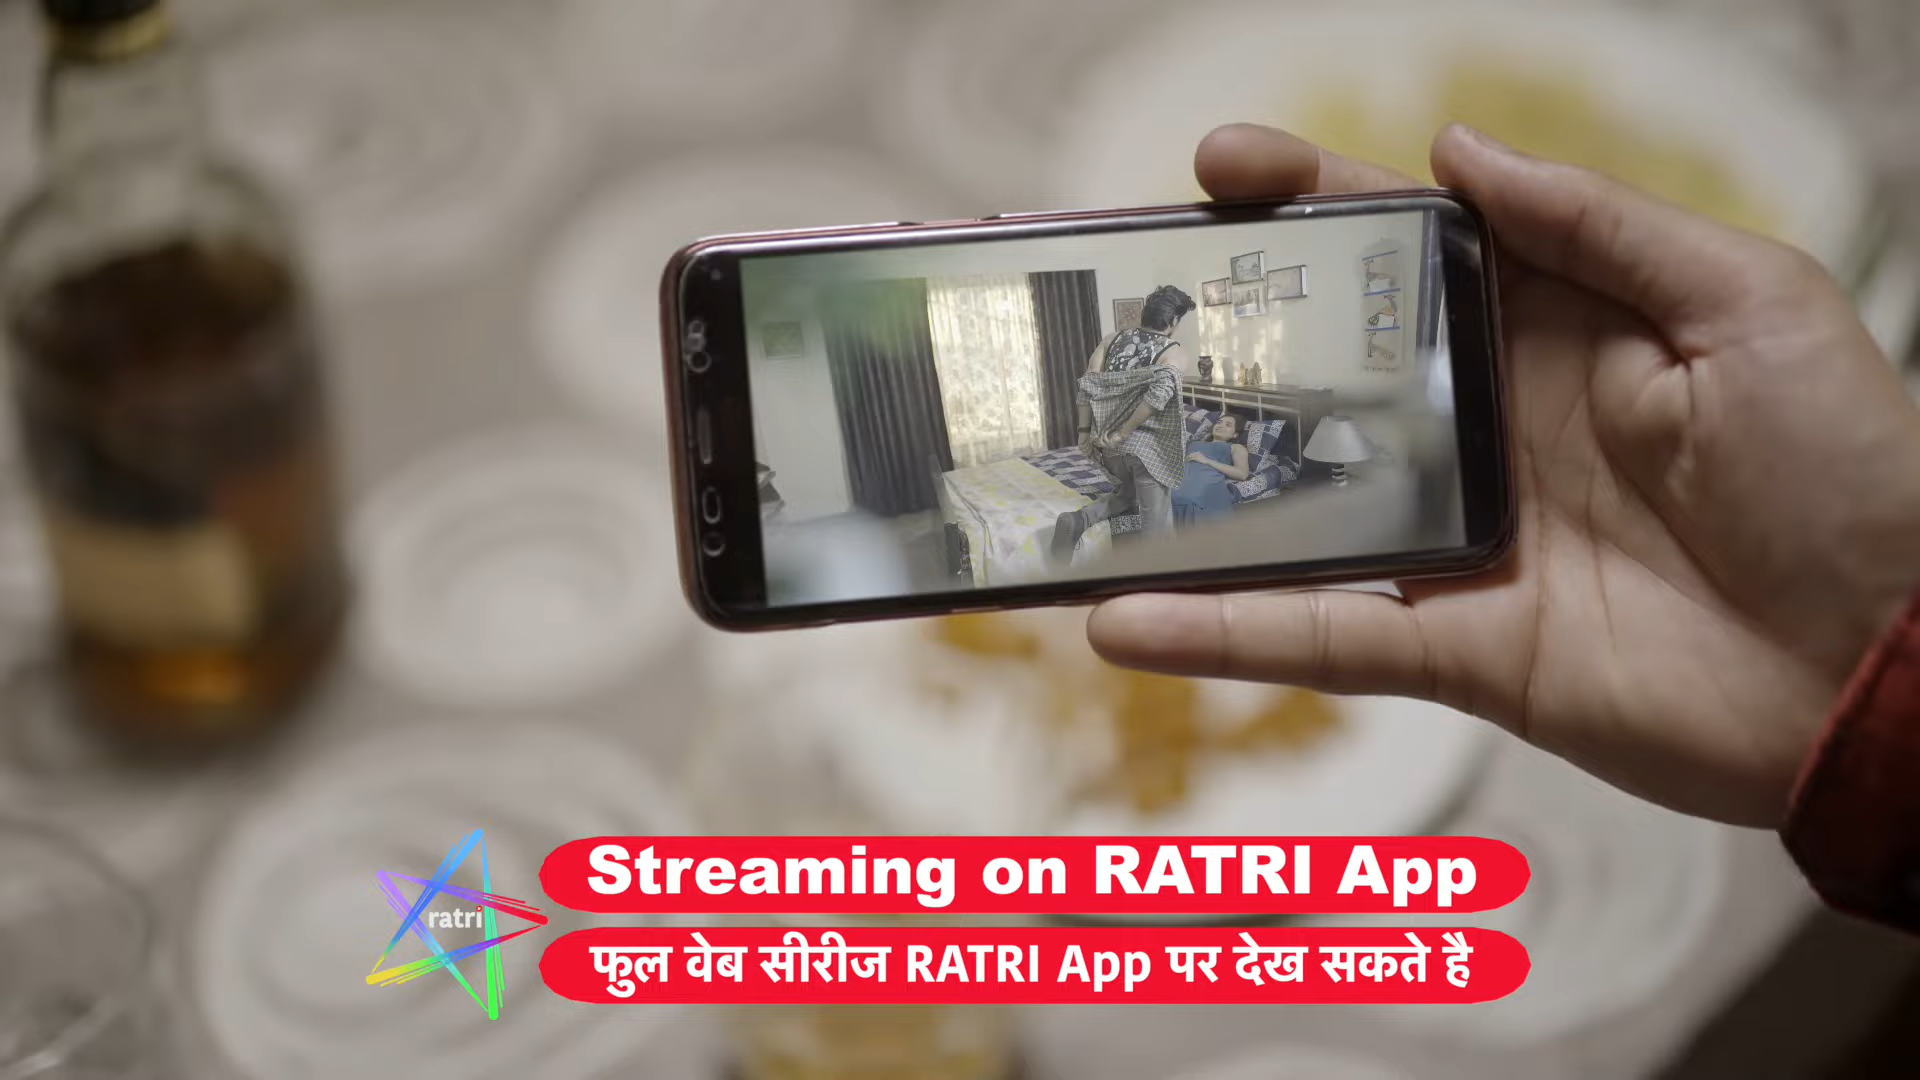 Streaming on RATRI App
ratri
फुल वेब सीरीज RATRI App पर देख सकते है